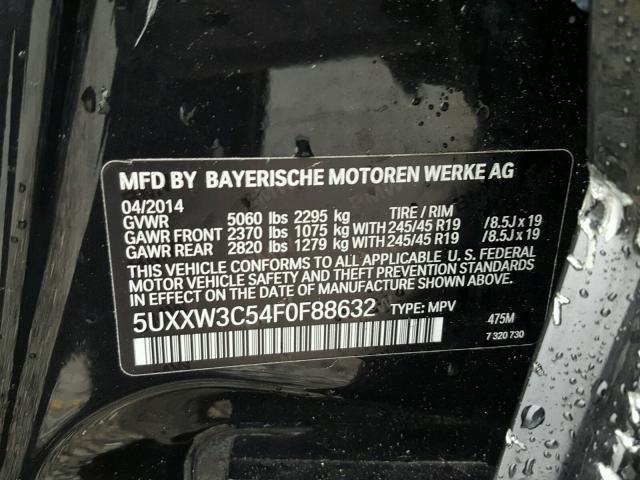 MFD BY BAYERISCHE MOTOREN WERKE AG
04/2014
GVWR 5060 lbs 2295 kg TIRE / RIM
GAWR FRONT 2370 lbs 1075 kg WITH 245/45 R19 /8.5J x 19
GAWR REAR 2820 lbs 1279 kg WITH 245/45 R19 /8.5J x 19
THIS VEHICLE CONFORMS TO ALL APPLICABLE U. S. FEDERAL
MOTOR VEHICLE SAFETY AND THEFT PREVENTION STANDARDS
IN EFFECT ON THE DATE OF MANUFACTURE SHOWN ABOVE.
5UXXW3C54F0F88632 TYPE: MPV
475M
7 320 730